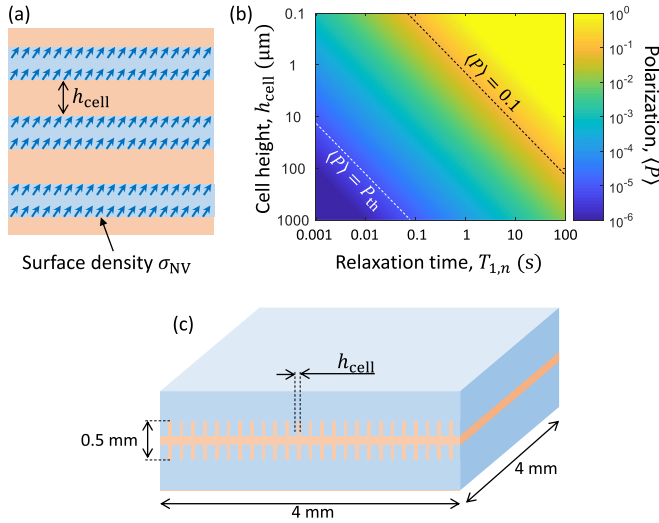 (a)
h_cell
Surface density σ_NV
(b)
Cell height, h_cell (μm)
0.1
1
10
100
1000
⟨P⟩ = 0.1
⟨P⟩ = P_th
0.001 0.01 0.1 1 10 100
Relaxation time, T_1,n (s)
10^0
10^-1
10^-2
10^-3
10^-4
10^-5
10^-6
Polarization, ⟨P⟩
(c)
h_cell
0.5 mm
4 mm
4 mm